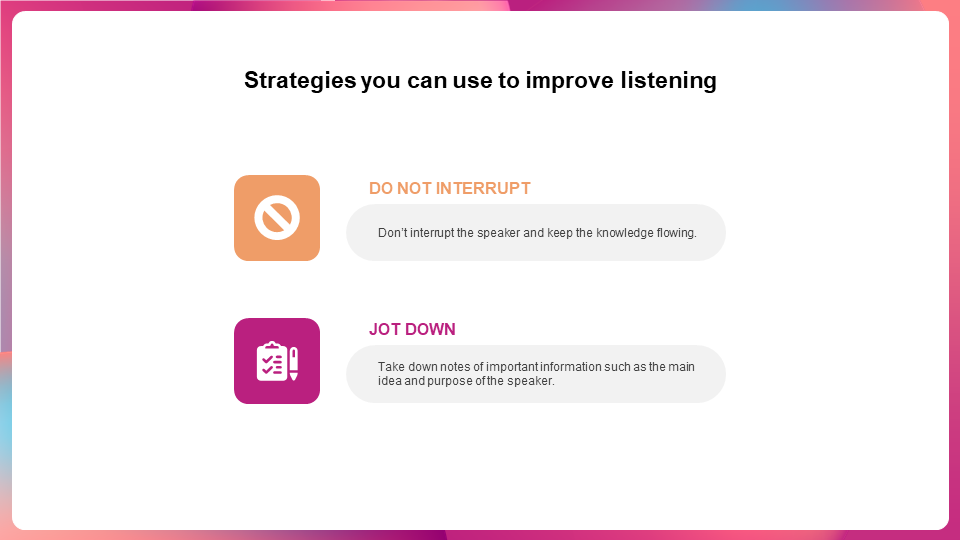 Strategies you can use to improve listening
DO NOT INTERRUPT
Don’t interrupt the speaker and keep the knowledge flowing.
JOT DOWN
Take down notes of important information such as the main
idea and purpose of the speaker.